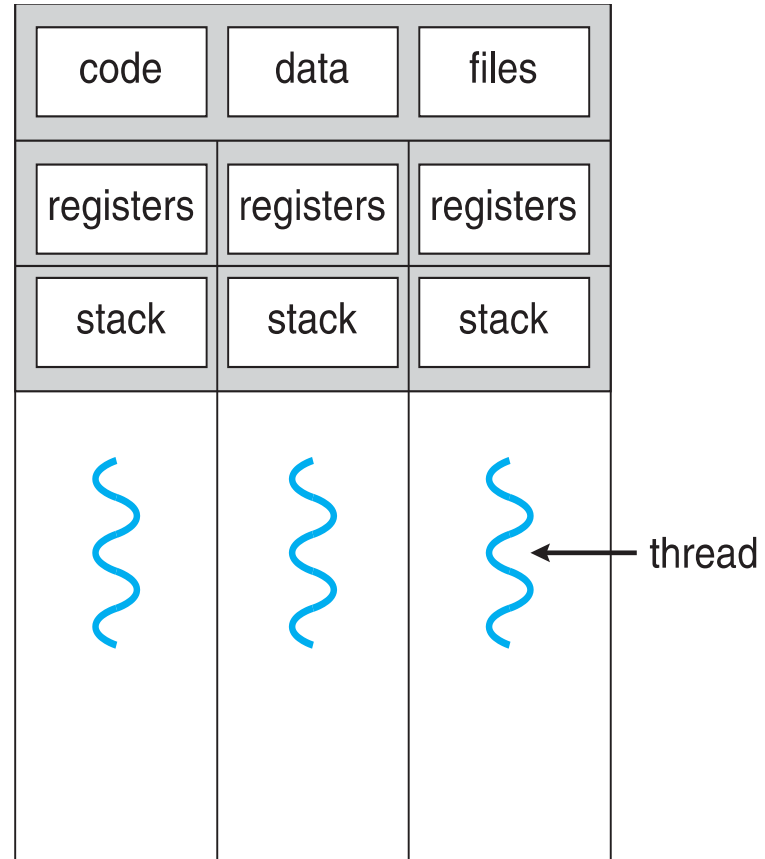 code data files
registers registers registers
stack stack stack
thread